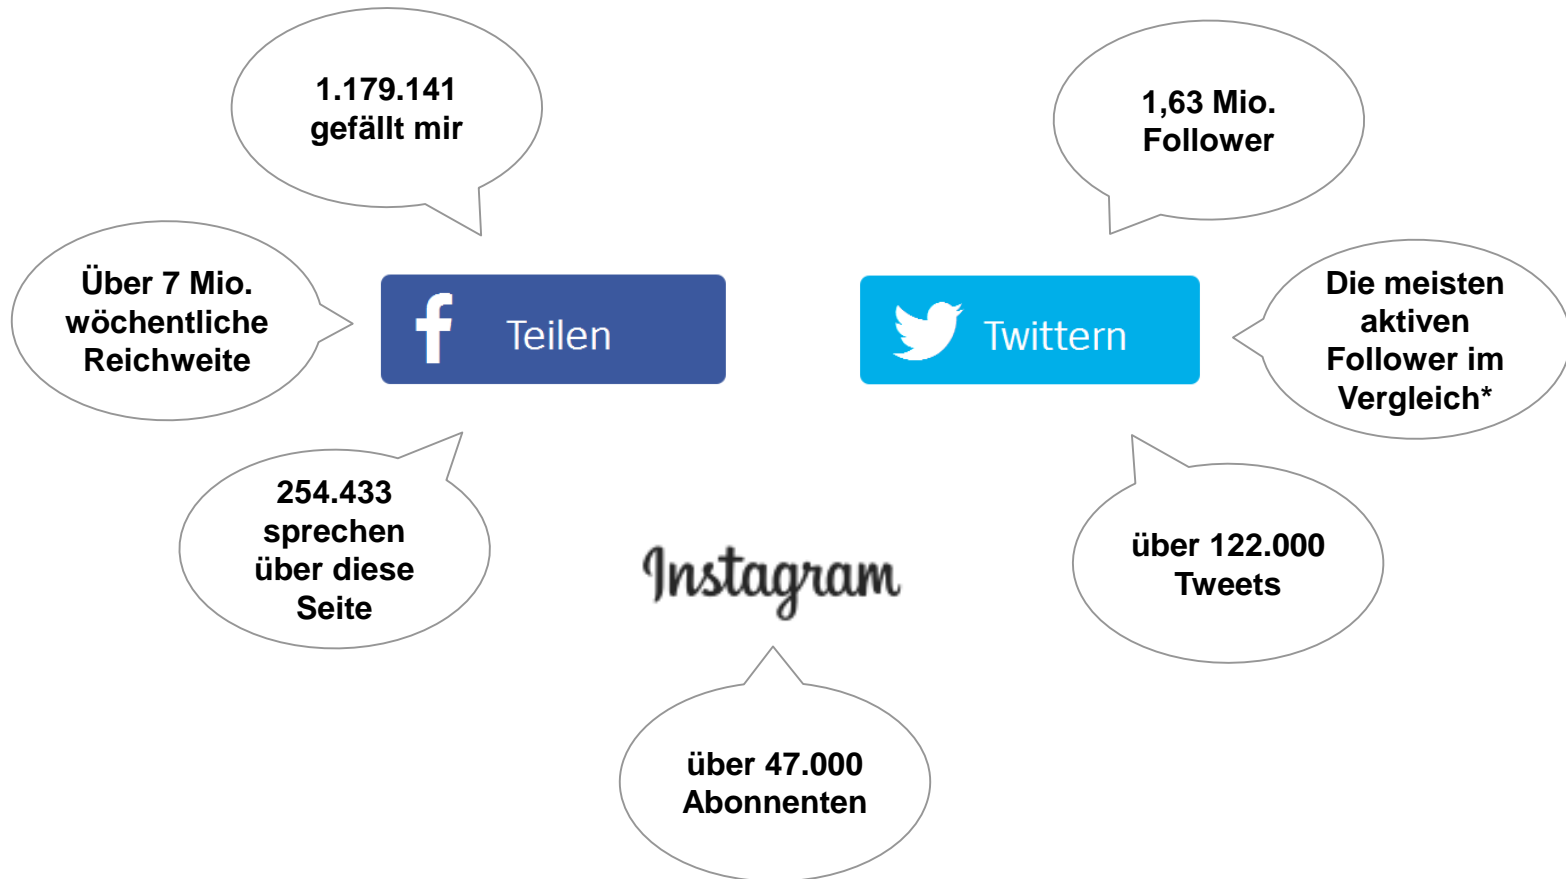 1.179.141
gefällt mir
1,63 Mio.
Follower
Über 7 Mio.
wöchentliche
Reichweite
f Teilen
Twittern
Die meisten
aktiven
Follower im
Vergleich*
254.433
sprechen
über diese
Seite
Instagram
über 122.000
Tweets
über 47.000
Abonnenten